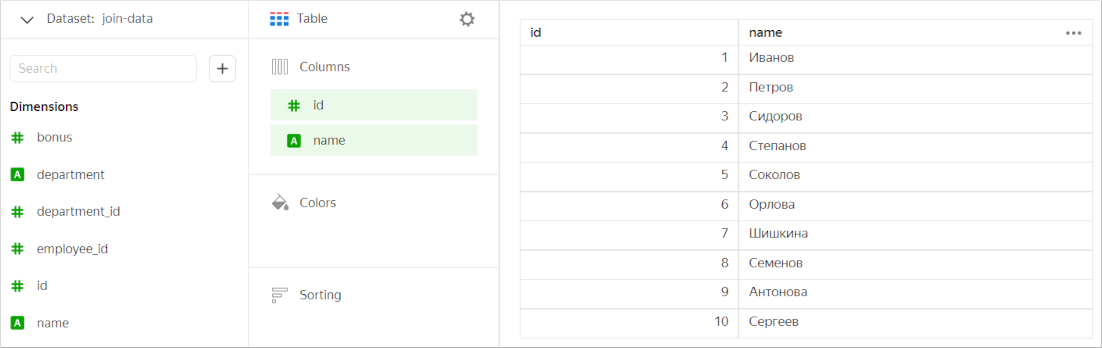 Dataset: join-data
Search
+
Dimensions
# bonus
A department
# department_id
# employee_id
# id
A name
Table
Columns
# id
A name
Colors
Sorting
id name
1 Иванов
2 Петров
3 Сидоров
4 Степанов
5 Соколов
6 Орлова
7 Шишкина
8 Семенов
9 Антонова
10 Сергеев